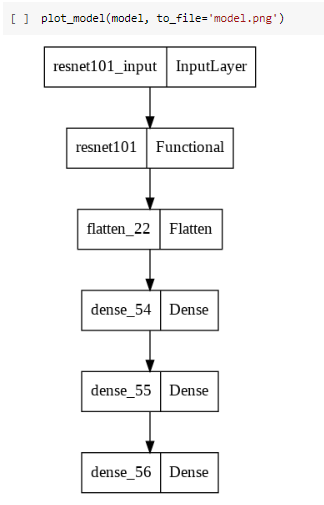 [ ] plot_model(model, to_file='model.png')
resnet101_input InputLayer
resnet101 Functional
flatten_22 Flatten
dense_54 Dense
dense_55 Dense
dense_56 Dense